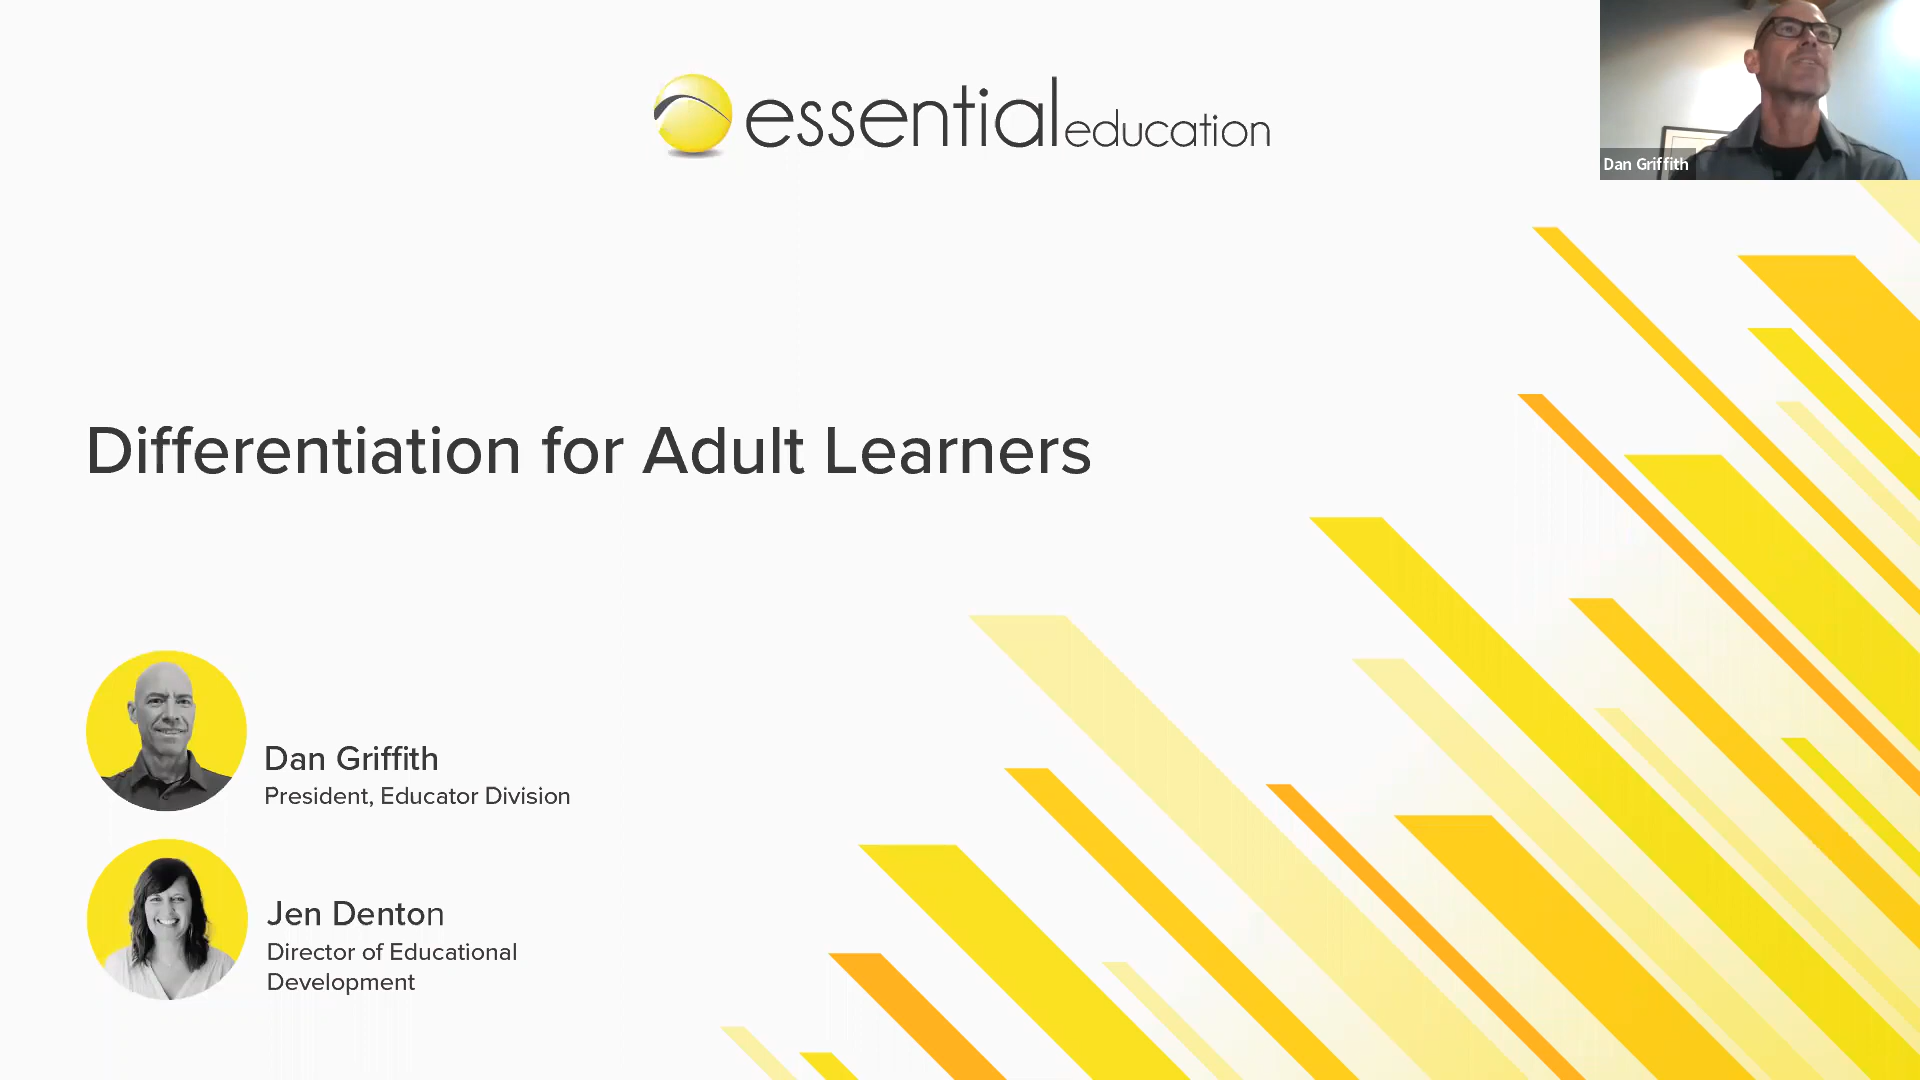 essential education
Dan Griffith
Differentiation for Adult Learners
Dan Griffith
President, Educator Division
Jen Denton
Director of Educational
Development